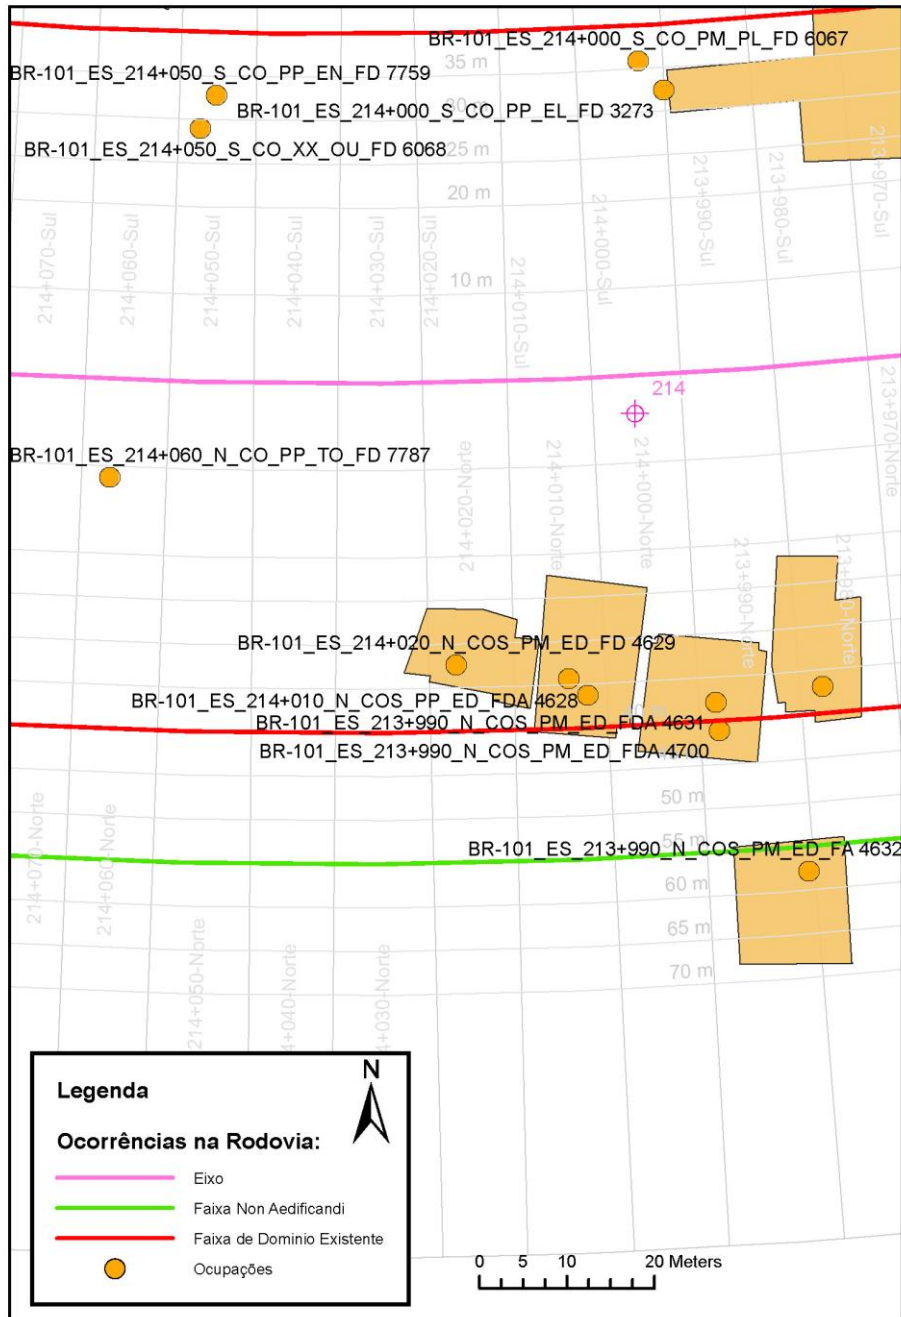 BR-101_ES_214+000_S_CO_PM_PL_FD 6067
35 m
BR-101_ES_214+050_S_CO_PP_EN_FD 7759
30 m
BR-101_ES_214+000_S_CO_PP_EL_FD 3273
BR-101_ES_214+050_S_CO_XX_OU_FD 6068
25 m
20 m
10 m
214+070-Sul
214+060-Sul
214+050-Sul
214+040-Sul
214+030-Sul
214+020-Sul
214+010-Sul
214+000-Sul
213+990-Sul
213+980-Sul
213+970-Sul
214
BR-101_ES_214+060_N_CO_PP_TO_FD 7787
214+020-Norte
214+010-Norte
214+000-Norte
213+990-Norte
213+980-Norte
213+970-Norte
BR-101_ES_214+020_N_COS_PM_ED_FD 4629
BR-101_ES_214+010_N_COS_PP_ED_FDA 4628
BR-101_ES_213+990_N_COS_PM_ED_FDA 4631
BR-101_ES_213+990_N_COS_PM_ED_FDA 4700
50 m
55 m
BR-101_ES_213+990_N_COS_PM_ED_FA 4632
60 m
65 m
70 m
214+070-Norte
214+060-Norte
214+050-Norte
214+040-Norte
4+030-Norte
N
Legenda
Ocorrências na Rodovia:
Eixo
Faixa Non Aedificandi
Faixa de Dominio Existente
Ocupações
0 5 10 20 Meters